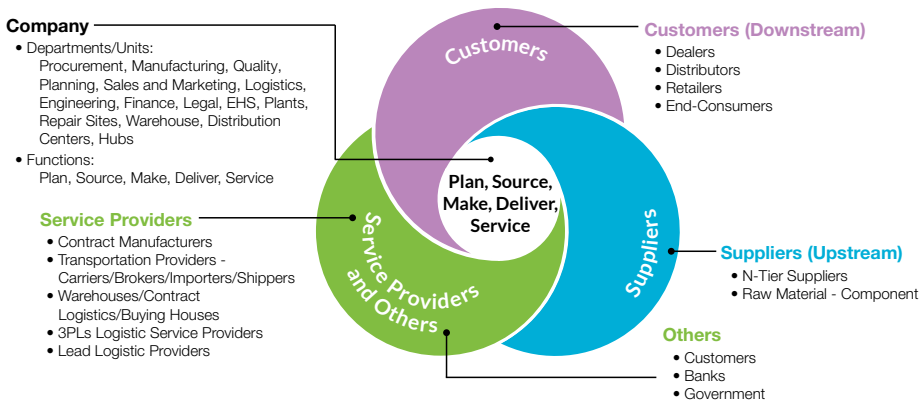 Company
• Departments/Units:
Procurement, Manufacturing, Quality,
Planning, Sales and Marketing, Logistics,
Engineering, Finance, Legal, EHS, Plants,
Repair Sites, Warehouse, Distribution
Centers, Hubs
• Functions:
Plan, Source, Make, Deliver, Service
Service Providers
• Contract Manufacturers
• Transportation Providers -
Carriers/Brokers/Importers/Shippers
• Warehouses/Contract
Logistics/Buying Houses
• 3PLs Logistic Service Providers
• Lead Logistic Providers
Customers
Plan, Source,
Make, Deliver,
Service
Service Providers
and Others
Suppliers
Customers (Downstream)
• Dealers
• Distributors
• Retailers
• End-Consumers
Suppliers (Upstream)
• N-Tier Suppliers
• Raw Material - Component
Others
• Customers
• Banks
• Government